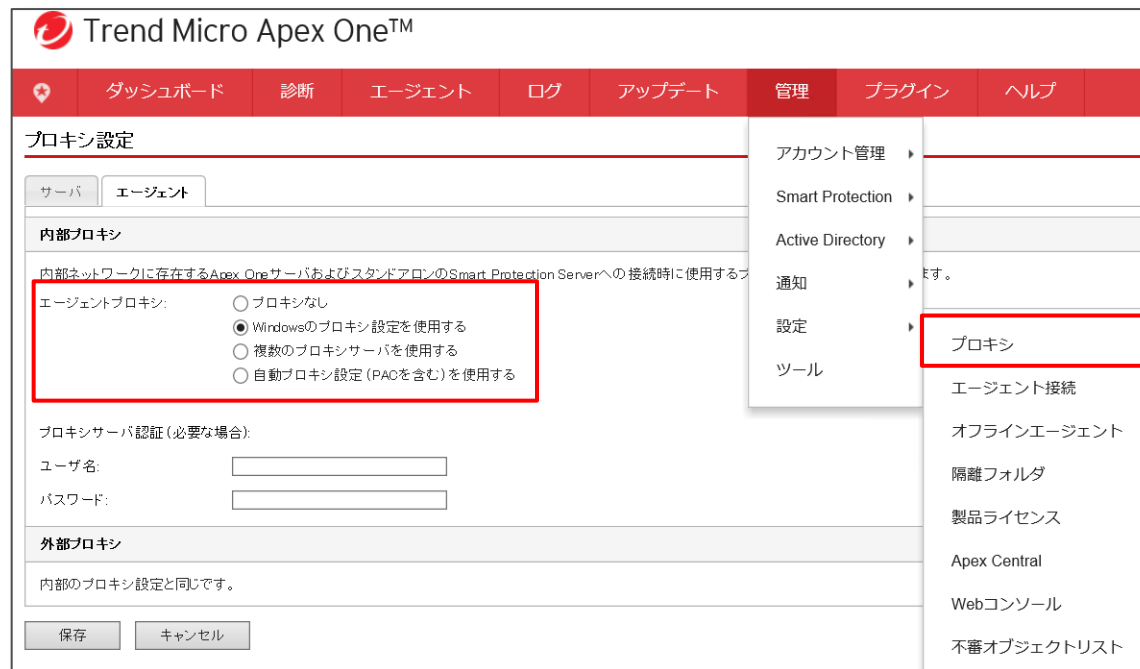 Trend Micro Apex One™
ダッシュボード 診断 エージェント ログ アップデート 管理 プラグイン ヘルプ
プロキシ設定
サーバ エージェント
内部プロキシ
内部ネットワークに存在するApex OneサーバおよびスタンドアロンのSmart Protection Serverへの接続時に使用するプ
ます。
エージェントプロキシ:
プロキシなし
Windowsのプロキシ設定を使用する
複数のプロキシサーバを使用する
自動プロキシ設定(PACを含む)を使用する
プロキシサーバ認証(必要な場合):
ユーザ名:
パスワード:
外部プロキシ
内部のプロキシ設定と同じです。
保存 キャンセル
アカウント管理
Smart Protection
Active Directory
通知
設定
ツール
プロキシ
エージェント接続
オフラインエージェント
隔離フォルダ
製品ライセンス
Apex Central
Webコンソール
不審オブジェクトリスト